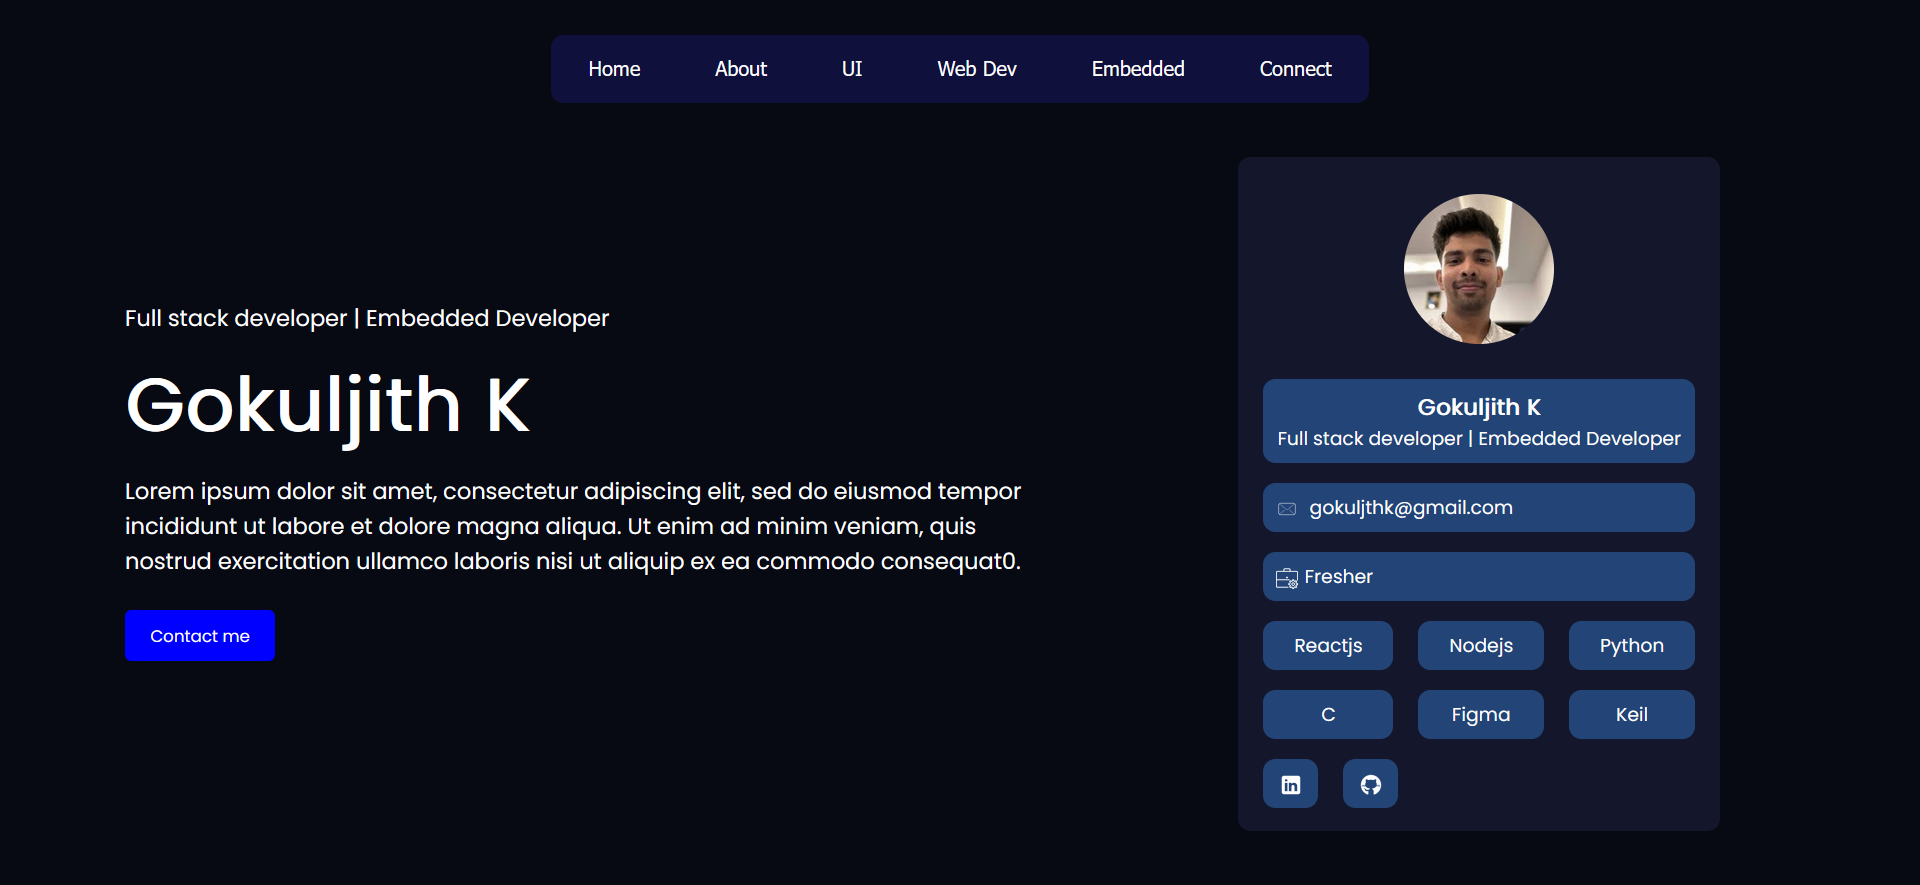 Home About UI Web Dev Embedded Connect
Full stack developer | Embedded Developer
Gokuljith K
Lorem ipsum dolor sit amet, consectetur adipiscing elit, sed do eiusmod tempor
incididunt ut labore et dolore magna aliqua. Ut enim ad minim veniam, quis
nostrud exercitation ullamco laboris nisi ut aliquip ex ea commodo consequat0.
Contact me
Gokuljith K
Full stack developer | Embedded Developer
gokuljthk@gmail.com
Fresher
Reactjs Nodejs Python
C Figma Keil
in